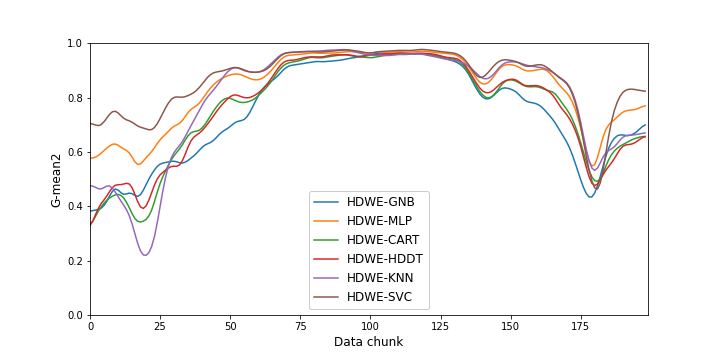 1.0
0.8
0.6
0.4
0.2
0.0
G-mean2
HDWE-GNB
HDWE-MLP
HDWE-CART
HDWE-HDDT
HDWE-KNN
HDWE-SVC
0 25 50 75 100 125 150 175
Data chunk